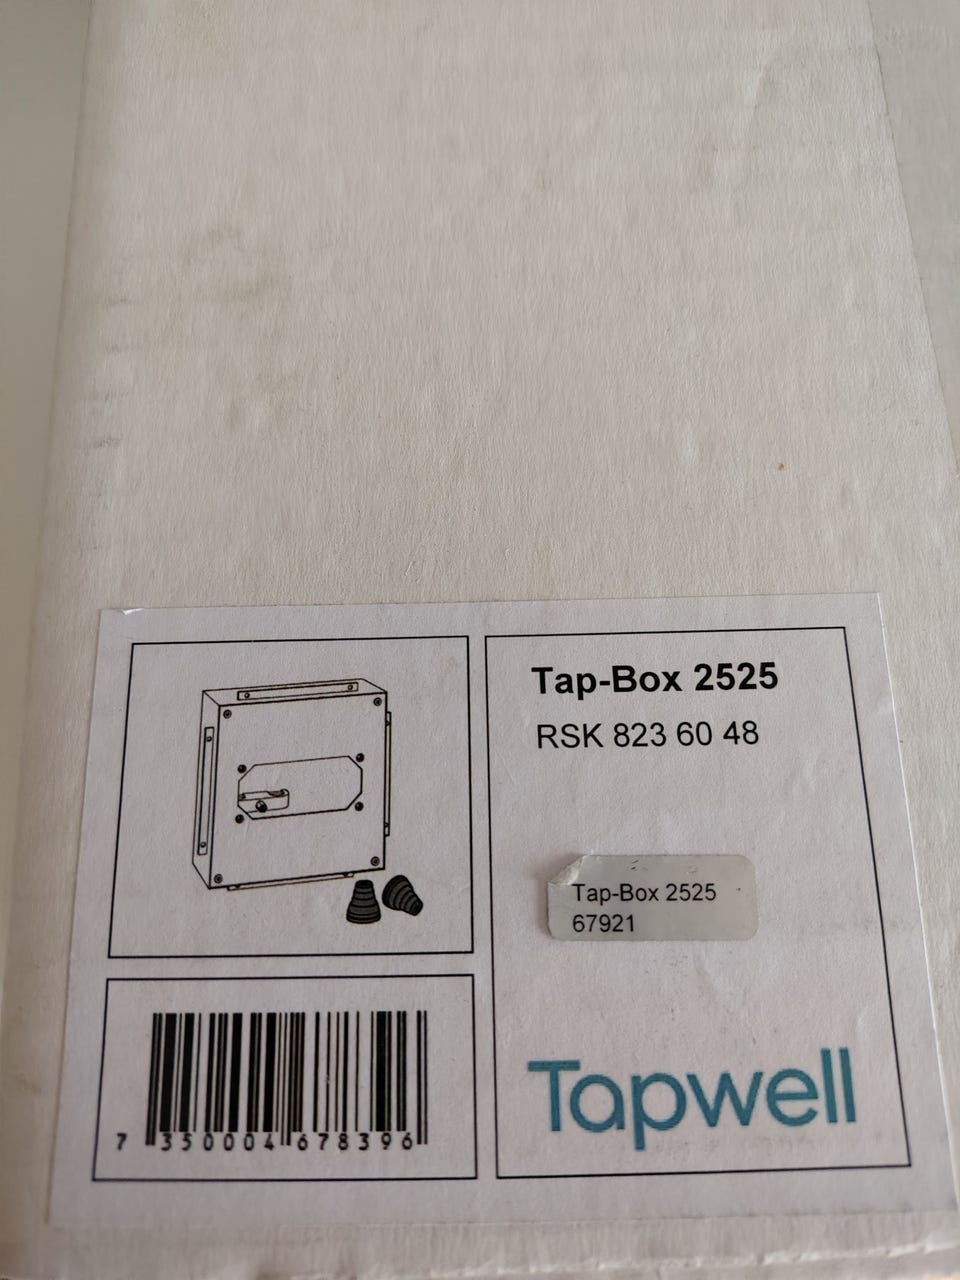 Tap-Box 2525
RSK 823 60 48
Tap-Box 2525
67921
7 350004 678396
Tapwell